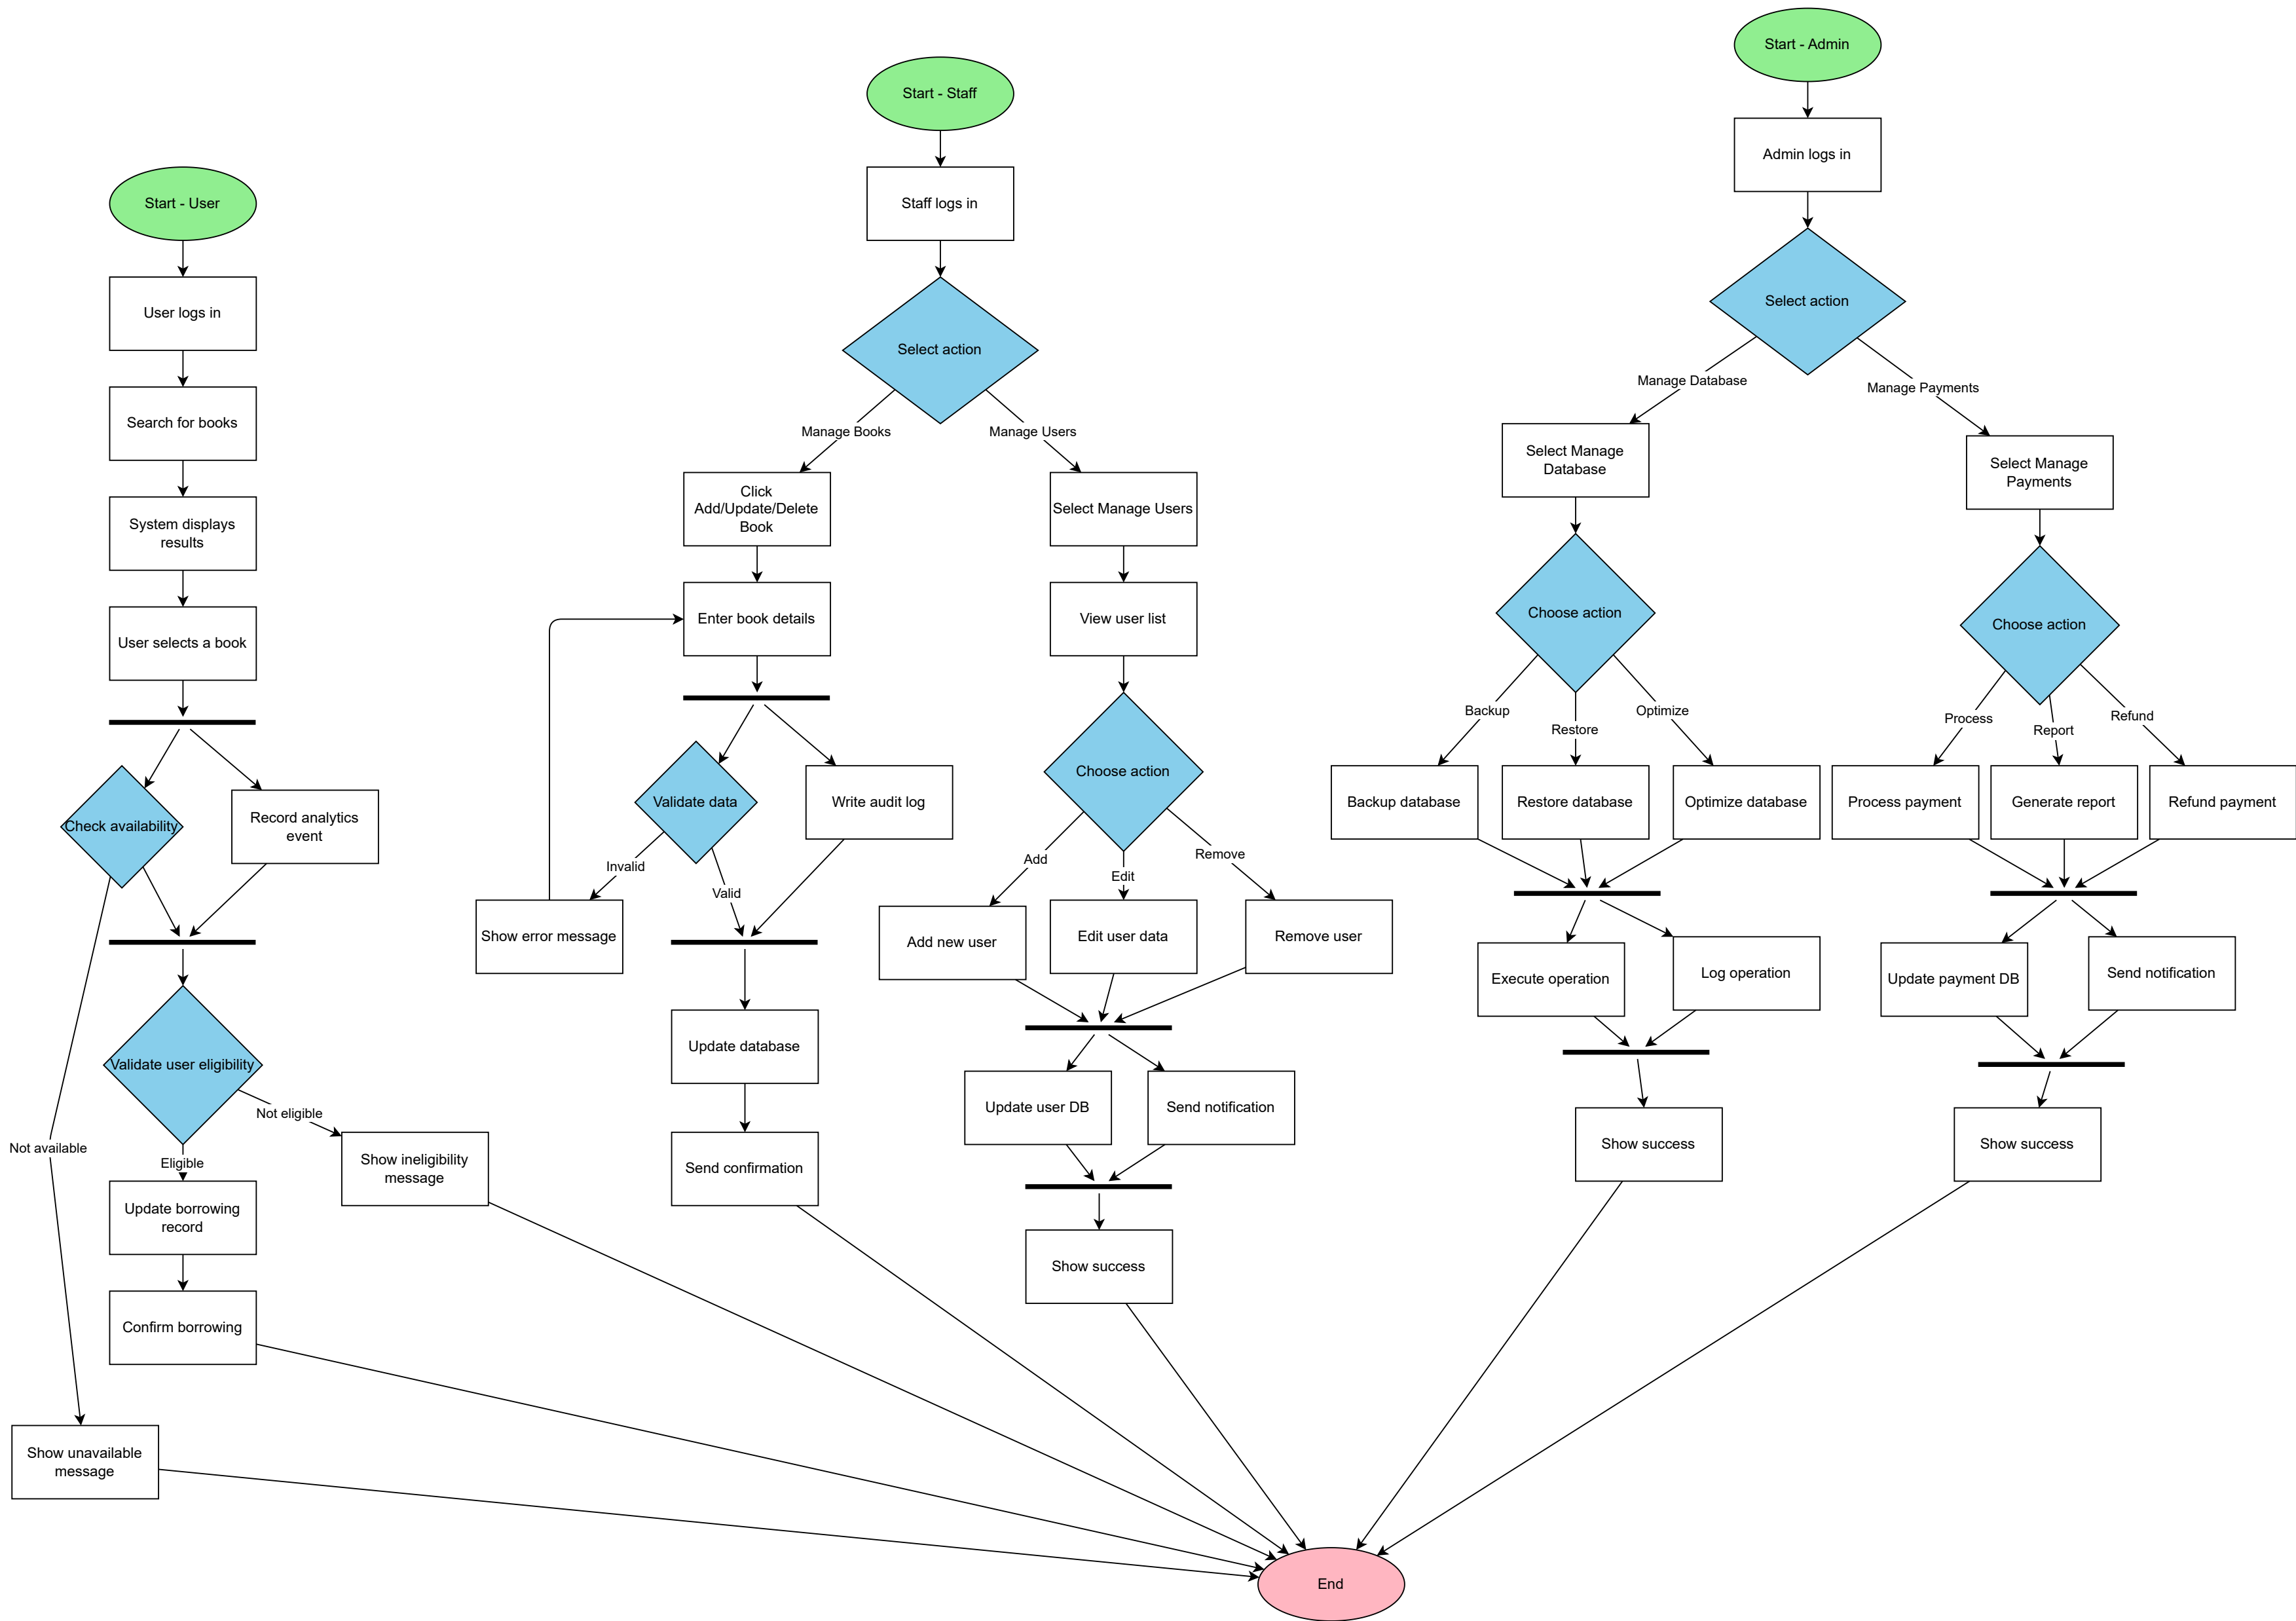 Start - User
User logs in
Search for books
System displays
results
User selects a book
Check availability
Record analytics
event
Validate user eligibility
Not available
Not eligible
Eligible
Show ineligibility
message
Update borrowing
record
Confirm borrowing
Show unavailable
message
Start - Staff
Staff logs in
Select action
Manage Books
Manage Users
Click
Add/Update/Delete
Book
Enter book details
Validate data
Write audit log
Invalid
Valid
Show error message
Update database
Send confirmation
Select Manage Users
View user list
Choose action
Add
Edit
Remove
Add new user
Edit user data
Remove user
Update user DB
Send notification
Show success
Start - Admin
Admin logs in
Select action
Manage Database
Manage Payments
Select Manage
Database
Choose action
Backup
Restore
Optimize
Backup database
Restore database
Optimize database
Execute operation
Log operation
Show success
Select Manage
Payments
Choose action
Process
Report
Refund
Process payment
Generate report
Refund payment
Update payment DB
Send notification
Show success
End